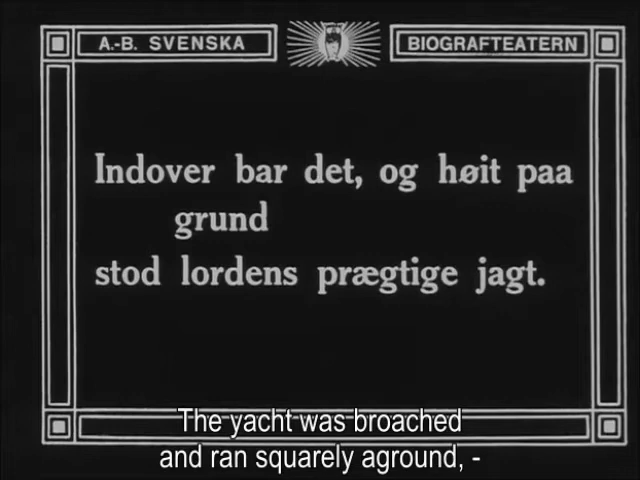 A.-B. SVENSKA
BIOGRAFTEATERN
Indover bar det, og høit paa
grund
stod lordens prægtige jagt.
The yacht was broached
and ran squarely aground, -